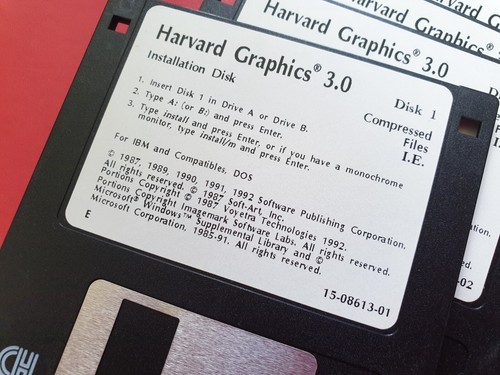 Harvard Graphics® 3.0
Harvard Graphics® 3.0
Installation Disk
Disk 1
Compressed
Files
I.E.
1. Insert Disk 1 in Drive A or Drive B.
2. Type A: (or B:) and press Enter.
3. Type install and press Enter, or if you have a monochrome
monitor, type install/m and press Enter.
For IBM and Compatibles, DOS
© 1987, 1989, 1990, 1991, 1992 Software Publishing Corporation.
All rights reserved. © 1987 Soft-Art, Inc.
Portions Copyright © 1987 Voyetra Technologies 1992.
Portions Copyright Imagemark Software Labs. All rights reserved.
Microsoft® Windows™ Supplemental Library and ©
Microsoft Corporation, 1985-91. All rights reserved.
E
15-08613-01
-02